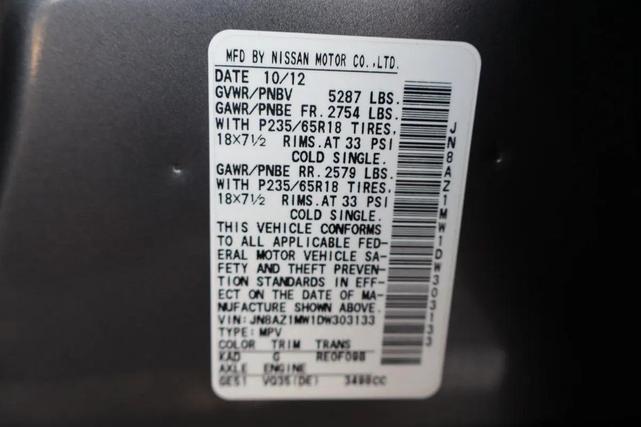 MFD BY NISSAN MOTOR CO.,LTD.
DATE 10/12
GVWR/PNBV 5287 LBS.
GAWR/PNBE FR. 2754 LBS.
WITH P235/65R18 TIRES,
18×7½ RIMS.AT 33 PSI
COLD SINGLE.
GAWR/PNBE RR. 2579 LBS.
WITH P235/65R18 TIRES,
18×7½ RIMS.AT 33 PSI
COLD SINGLE.
THIS VEHICLE CONFORMS
TO ALL APPLICABLE FED-
ERAL MOTOR VEHICLE SA-
FETY AND THEFT PREVEN-
TION STANDARDS IN EFF-
ECT ON THE DATE OF MA-
NUFACTURE SHOWN ABOVE.
VIN: JN8AZ1MW1DW303133
TYPE: MPV
COLOR TRIM TRANS
KAD G RE0F09B
AXLE ENGINE
GE51 VQ35(DE) 3498CC
JN8AZ1MW1DW303133